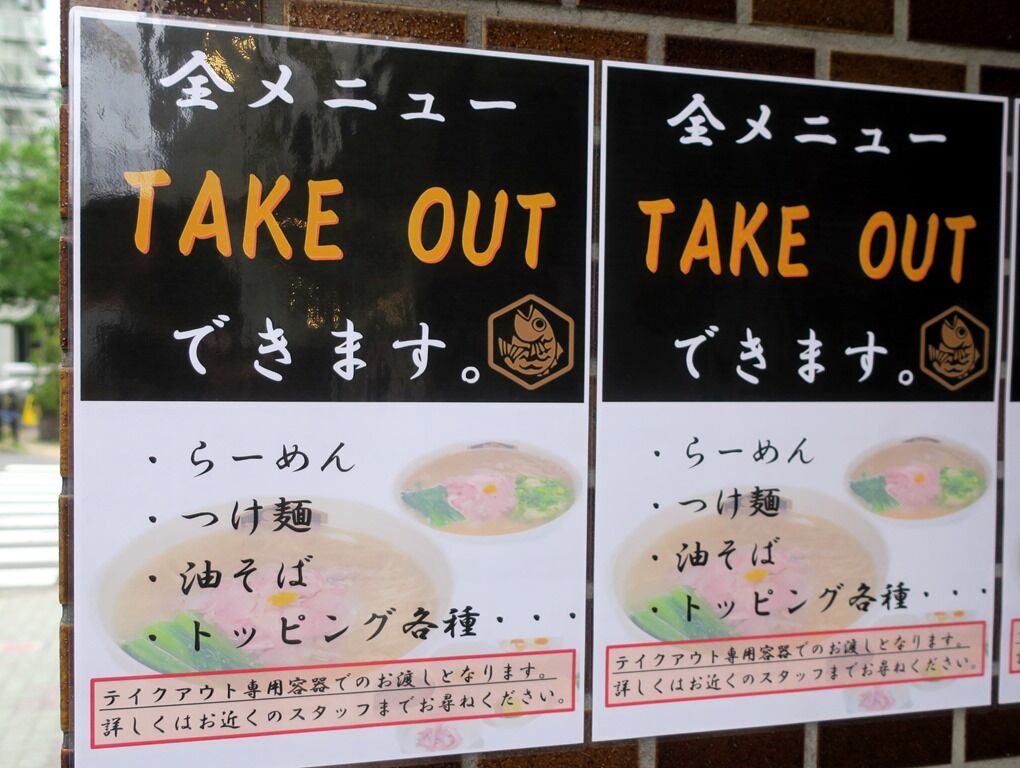 全メニュー
TAKE OUT
できます。
・らーめん
・つけ麺
・油そば
・トッピング各種・・・
テイクアウト専用容器でのお渡しとなります。
詳しくはお近くのスタッフまでお尋ねください。
全メニュー
TAKE OUT
できます。
・らーめん
・つけ麺
・油そば
・トッピング各種・・・
テイクアウト専用容器でのお渡しとなります。
詳しくはお近くのスタッフまでお尋ねください。